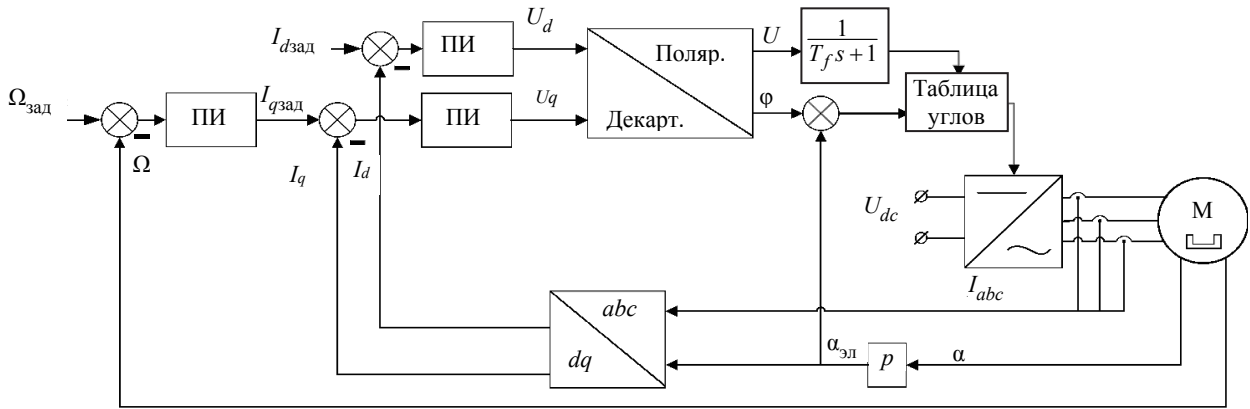 I_dзад
ПИ
U_d
Поляр.
Декарт.
U
1
T_f s+1
Ω_зад
ПИ
I_qзад
ПИ
U_q
φ
Таблица
углов
Ω
I_q
I_d
U_dc
M
I_abc
abc
dq
α_эл
p
α